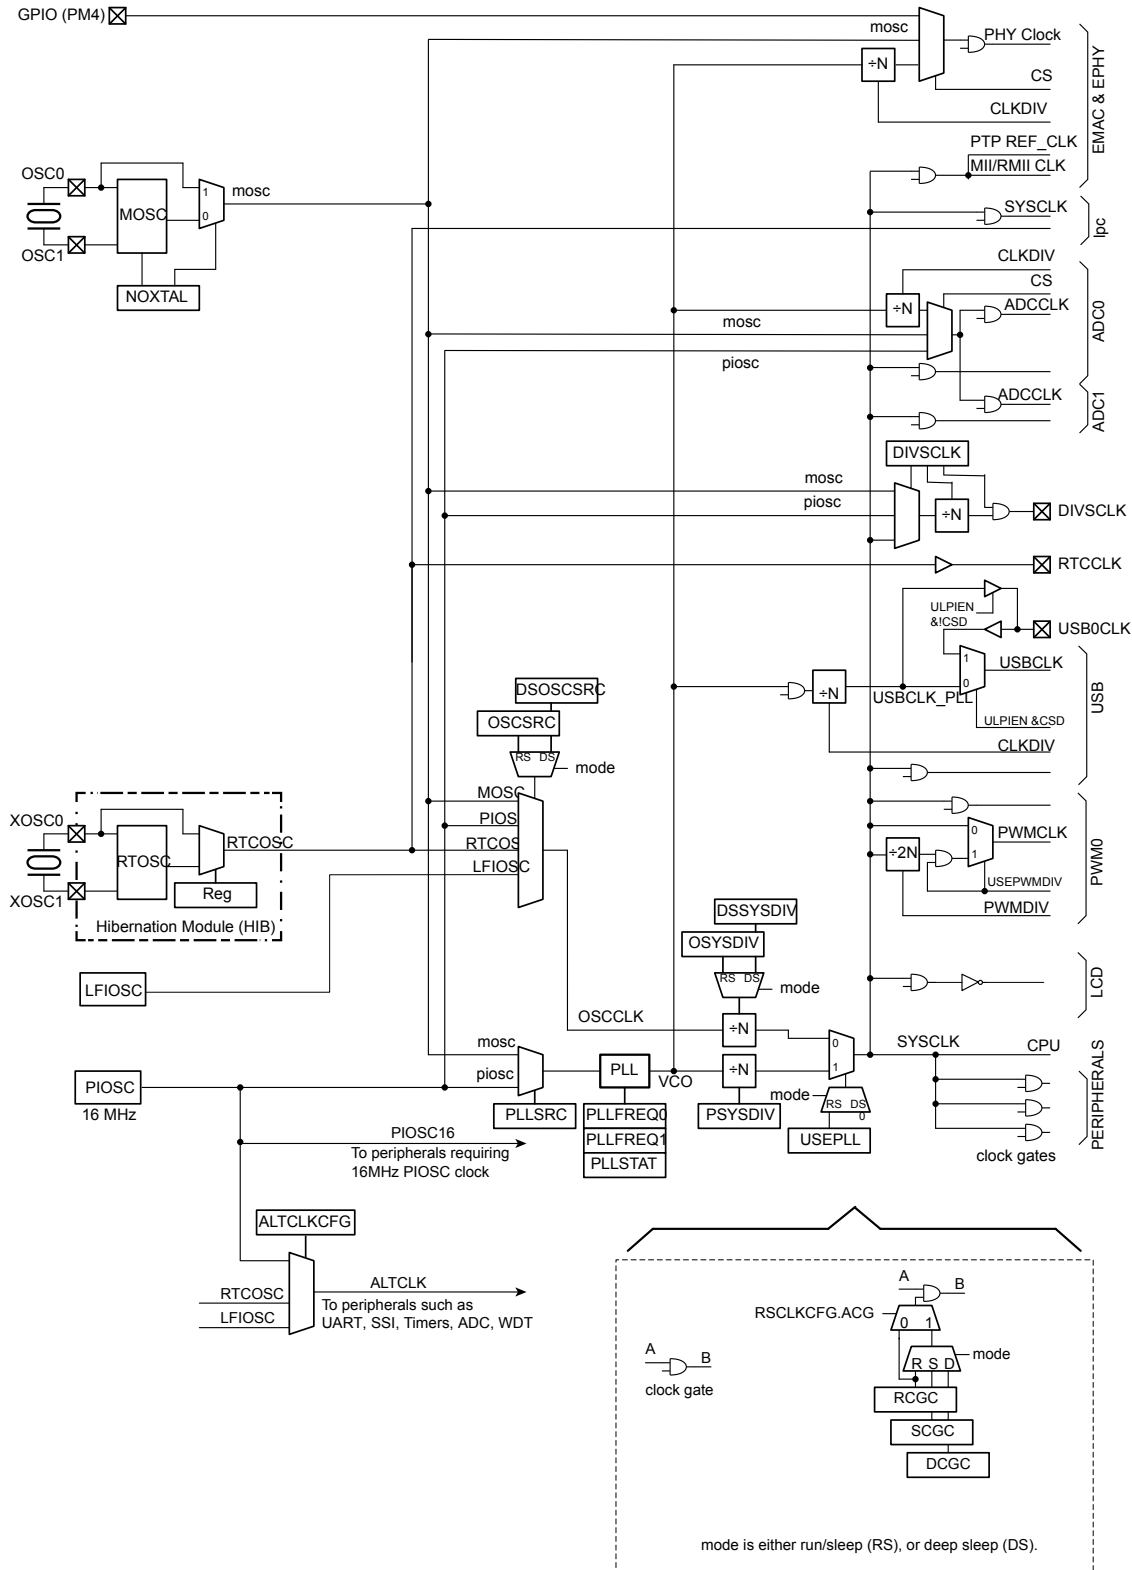 GPIO (PM4)
mosc
PHY Clock
÷N
CS
CLKDIV
EMAC & EPHY
PTP REF_CLK
MII/RMII CLK
OSC0
MOSC
1
0
mosc
OSC1
NOXTAL
SYSCLK
lpc
CLKDIV
CS
÷N
ADCCLK
ADC0
mosc
piosc
ADCCLK
ADC1
DIVSCLK
mosc
piosc
÷N
DIVSCLK
RTCCLK
ULPIEN
&!CSD
USB0CLK
1
USBCLK
0
÷N
USBCLK_PLL
ULPIEN &CSD
CLKDIV
USB
DSOSCSRC
OSCSRC
RS DS
mode
MOSC
PIOS
RTCOS
LFIOSC
XOSC0
RTOSC
RTCOSC
XOSC1
Reg
Hibernation Module (HIB)
0
PWMCLK
÷2N
1
USEPWMDIV
PWMDIV
PWM0
DSSYSDIV
OSYSDIV
RS DS
mode
LFIOSC
LCD
OSCCLK
÷N
0
SYSCLK
CPU
mosc
piosc
PLL
VCO
÷N
1
PIOSC
16 MHz
PLLSRC
PLLFREQ0
PLLFREQ1
PLLSTAT
PSYSDIV
mode
RS DS
0
USEPLL
PERIPHERALS
clock gates
PIOSC16
To peripherals requiring
16MHz PIOSC clock
ALTCLKCFG
RTCOSC
LFIOSC
ALTCLK
To peripherals such as
UART, SSI, Timers, ADC, WDT
A
B
RSCLKCFG.ACG
0 1
A
B
clock gate
mode
R S D
RCGC
SCGC
DCGC
mode is either run/sleep (RS), or deep sleep (DS).